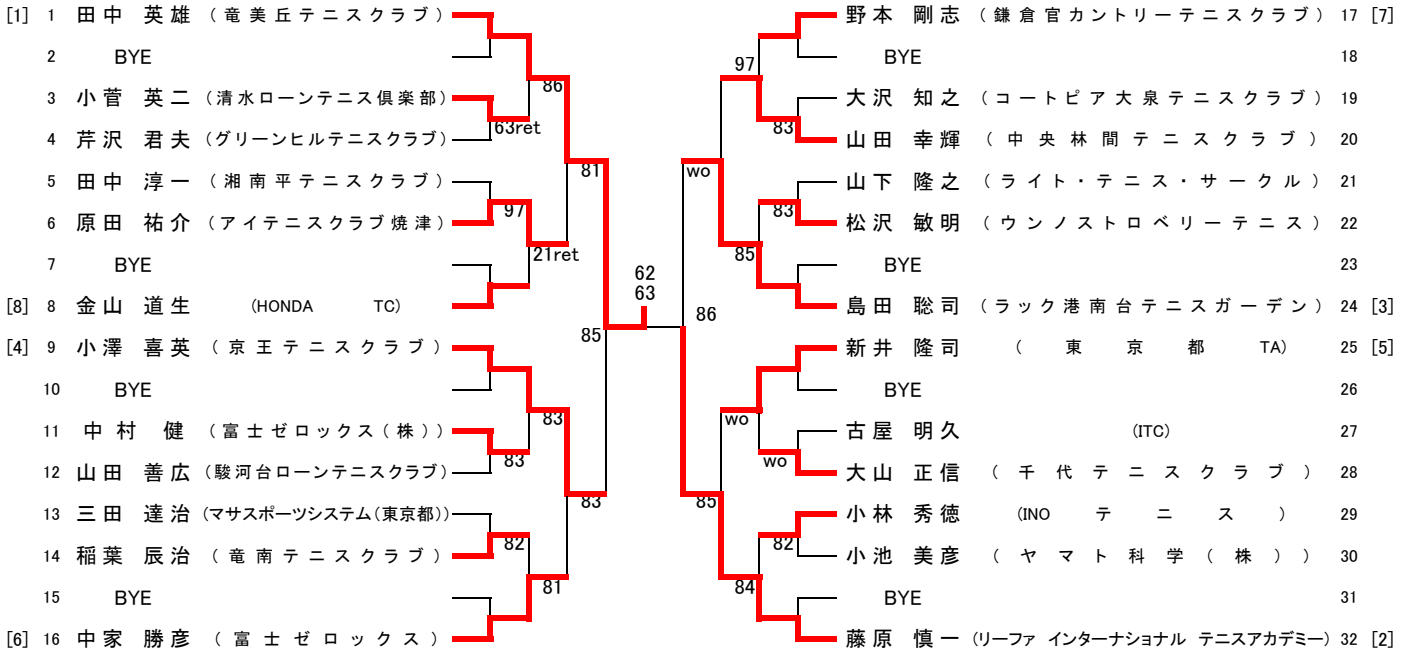 [1] 1 田中 英雄 (竜美丘テニスクラブ)
2 BYE
86
3 小菅 英二 (清水ローンテニス倶楽部)
63ret
4 芹沢 君夫 (グリーンヒルテニスクラブ)
81
5 田中 淳一 (湘南平テニスクラブ)
97
6 原田 祐介 (アイテニスクラブ焼津)
21ret
7 BYE
[8] 8 金山 道生 (HONDA TC)
85
[4] 9 小澤 喜英 (京王テニスクラブ)
10 BYE
83
11 中村 健 (富士ゼロックス(株))
83
12 山田 善広 (駿河台ローンテニスクラブ)
83
13 三田 達治 (マサスポーツシステム(東京都))
82
14 稲葉 辰治 (竜南テニスクラブ)
81
15 BYE
[6] 16 中家 勝彦 (富士ゼロックス)
62
63
野本 剛志 (鎌倉宮カントリーテニスクラブ) 17 [7]
BYE 18
97
大沢 知之 (コートピア大泉テニスクラブ) 19
83
山田 幸輝 (中央林間テニスクラブ) 20
wo
山下 隆之 (ライト・テニス・サークル) 21
83
松沢 敏明 (ウンノストロベリーテニス) 22
85
BYE 23
島田 聡司 (ラック港南台テニスガーデン) 24 [3]
86
新井 隆司 (東京都TA) 25 [5]
BYE 26
wo
古屋 明久 (ITC) 27
wo
大山 正信 (千代テニスクラブ) 28
85
小林 秀徳 (INOテニス) 29
82
小池 美彦 (ヤマト科学(株)) 30
84
BYE 31
藤原 慎一 (リーファ インターナショナル テニスアカデミー) 32 [2]